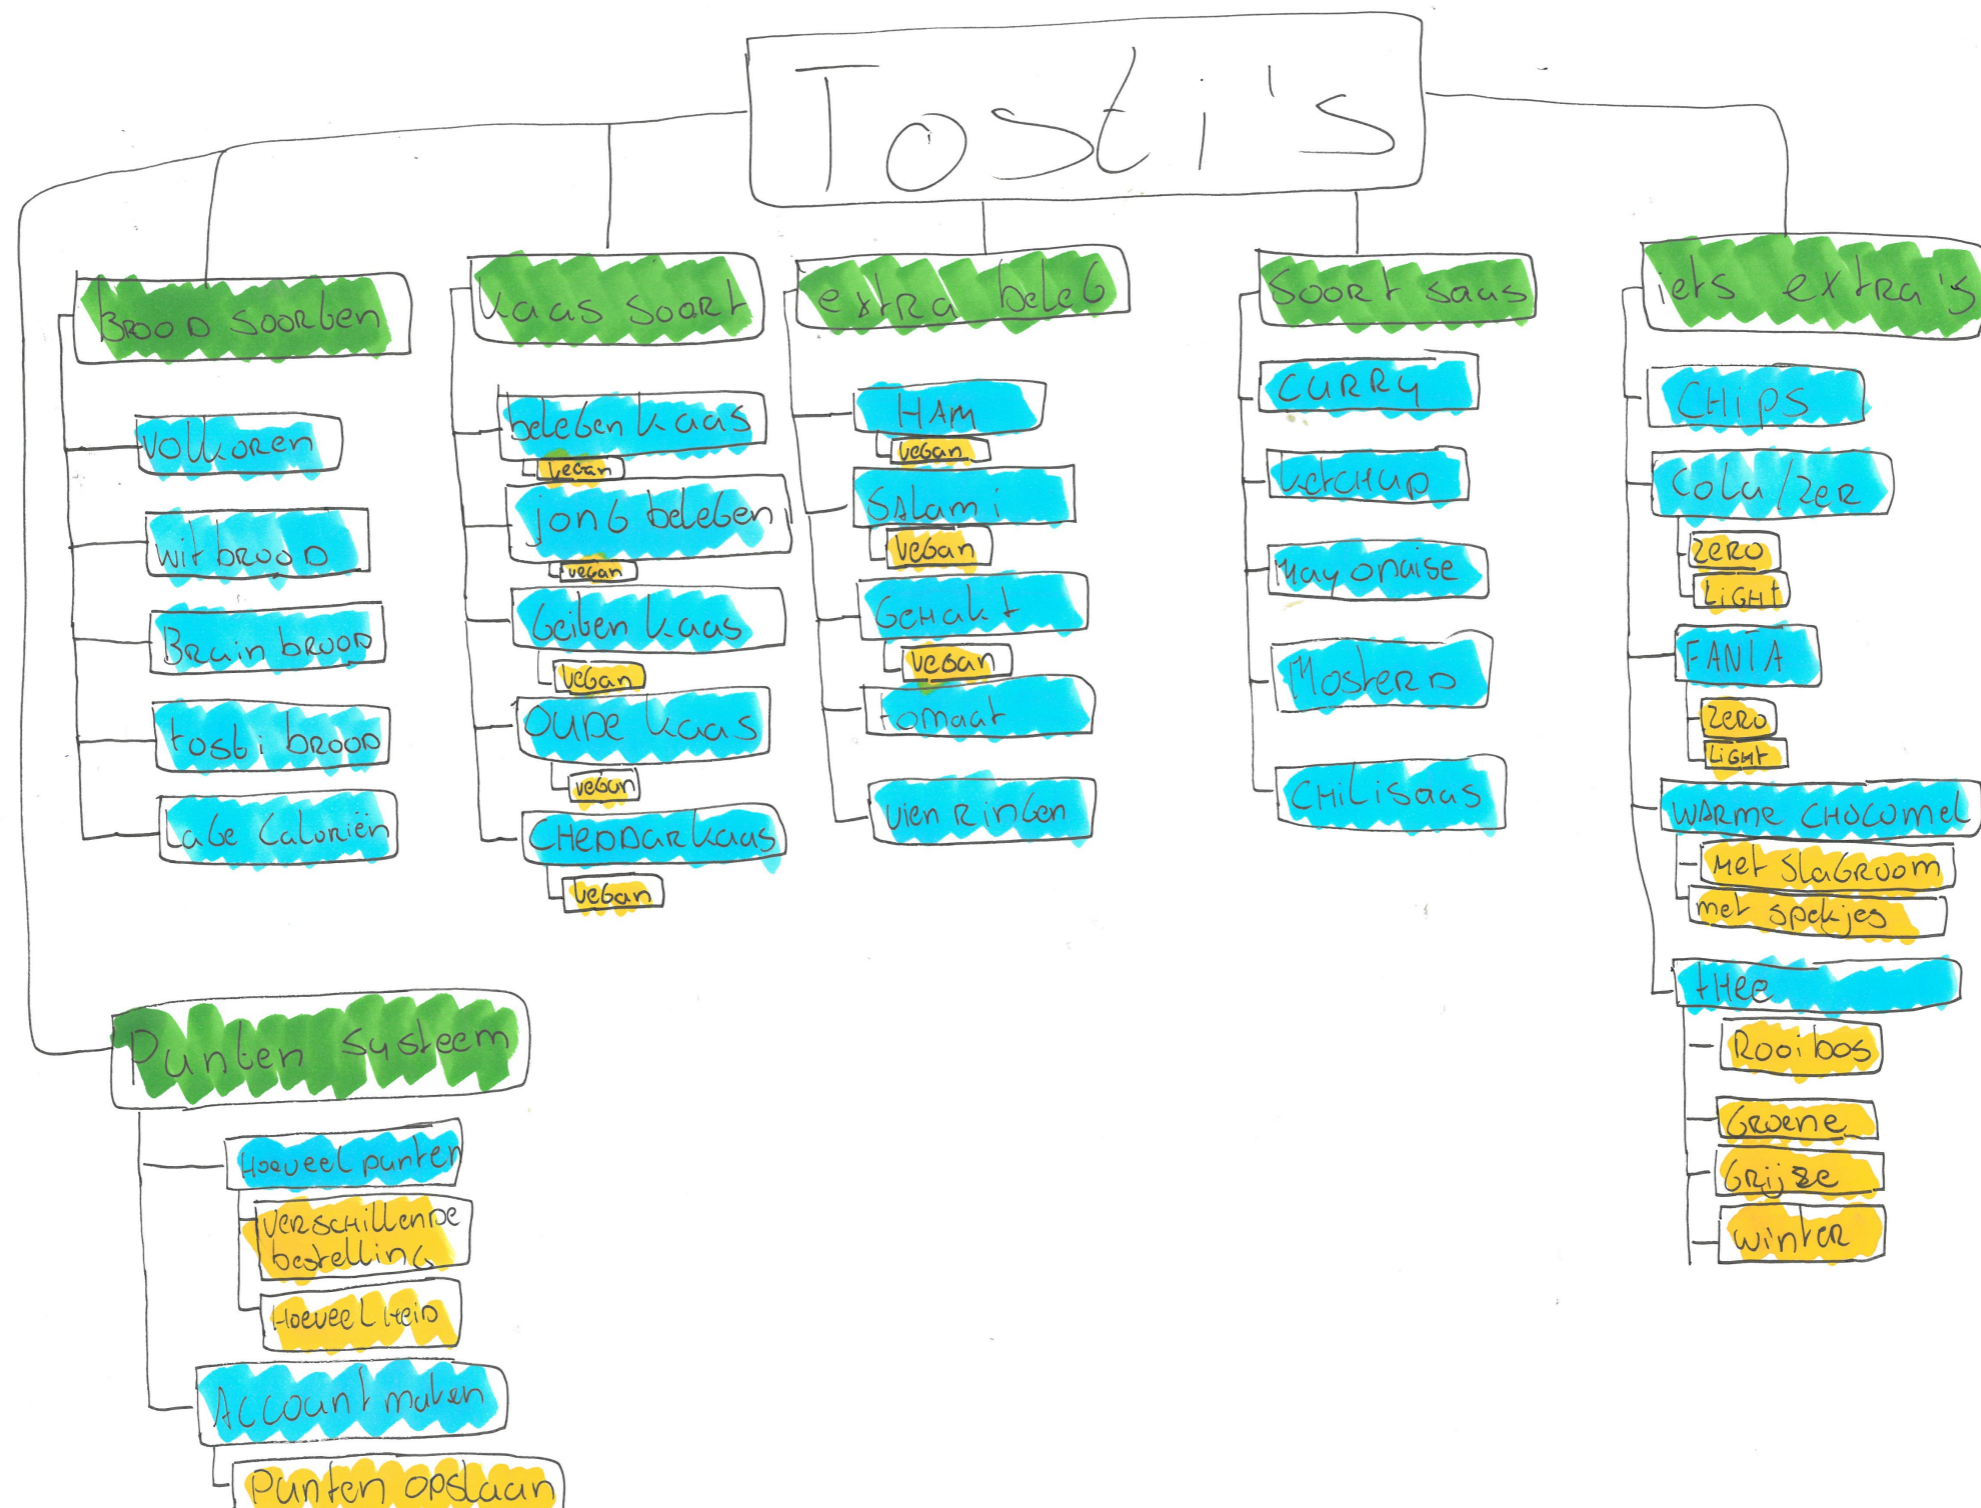 Tosti's
Brood soorten
Volkoren
Wit brood
Bruin brood
tosti brood
Lage Caloriën
kaas soort
belegen kaas
vegan
jong belegen
vegan
Geiten kaas
vegan
OUDE kaas
vegan
CHEDDAR kaas
vegan
extra beleg
HAM
vegan
SALAmi
vegan
GEHakt
vegan
tomaat
uien Ringen
SOORt saus
CURRy
ketCHUP
Mayonaise
MosterD
CHiLisaus
iets extra's
CHiPS
Cola/Zer
ZERO
LiGHt
FANTA
ZERO
LiGHt
WARme CHOComeL
Met SlaGRoom
met spekjes
tHee
Rooibos
GRoene
GRijze
winteR
Punten systeem
Hoeveel punten
VERSCHillenDe
bestelling
HoeveelHeiD
ACCount maken
Punten opslaan